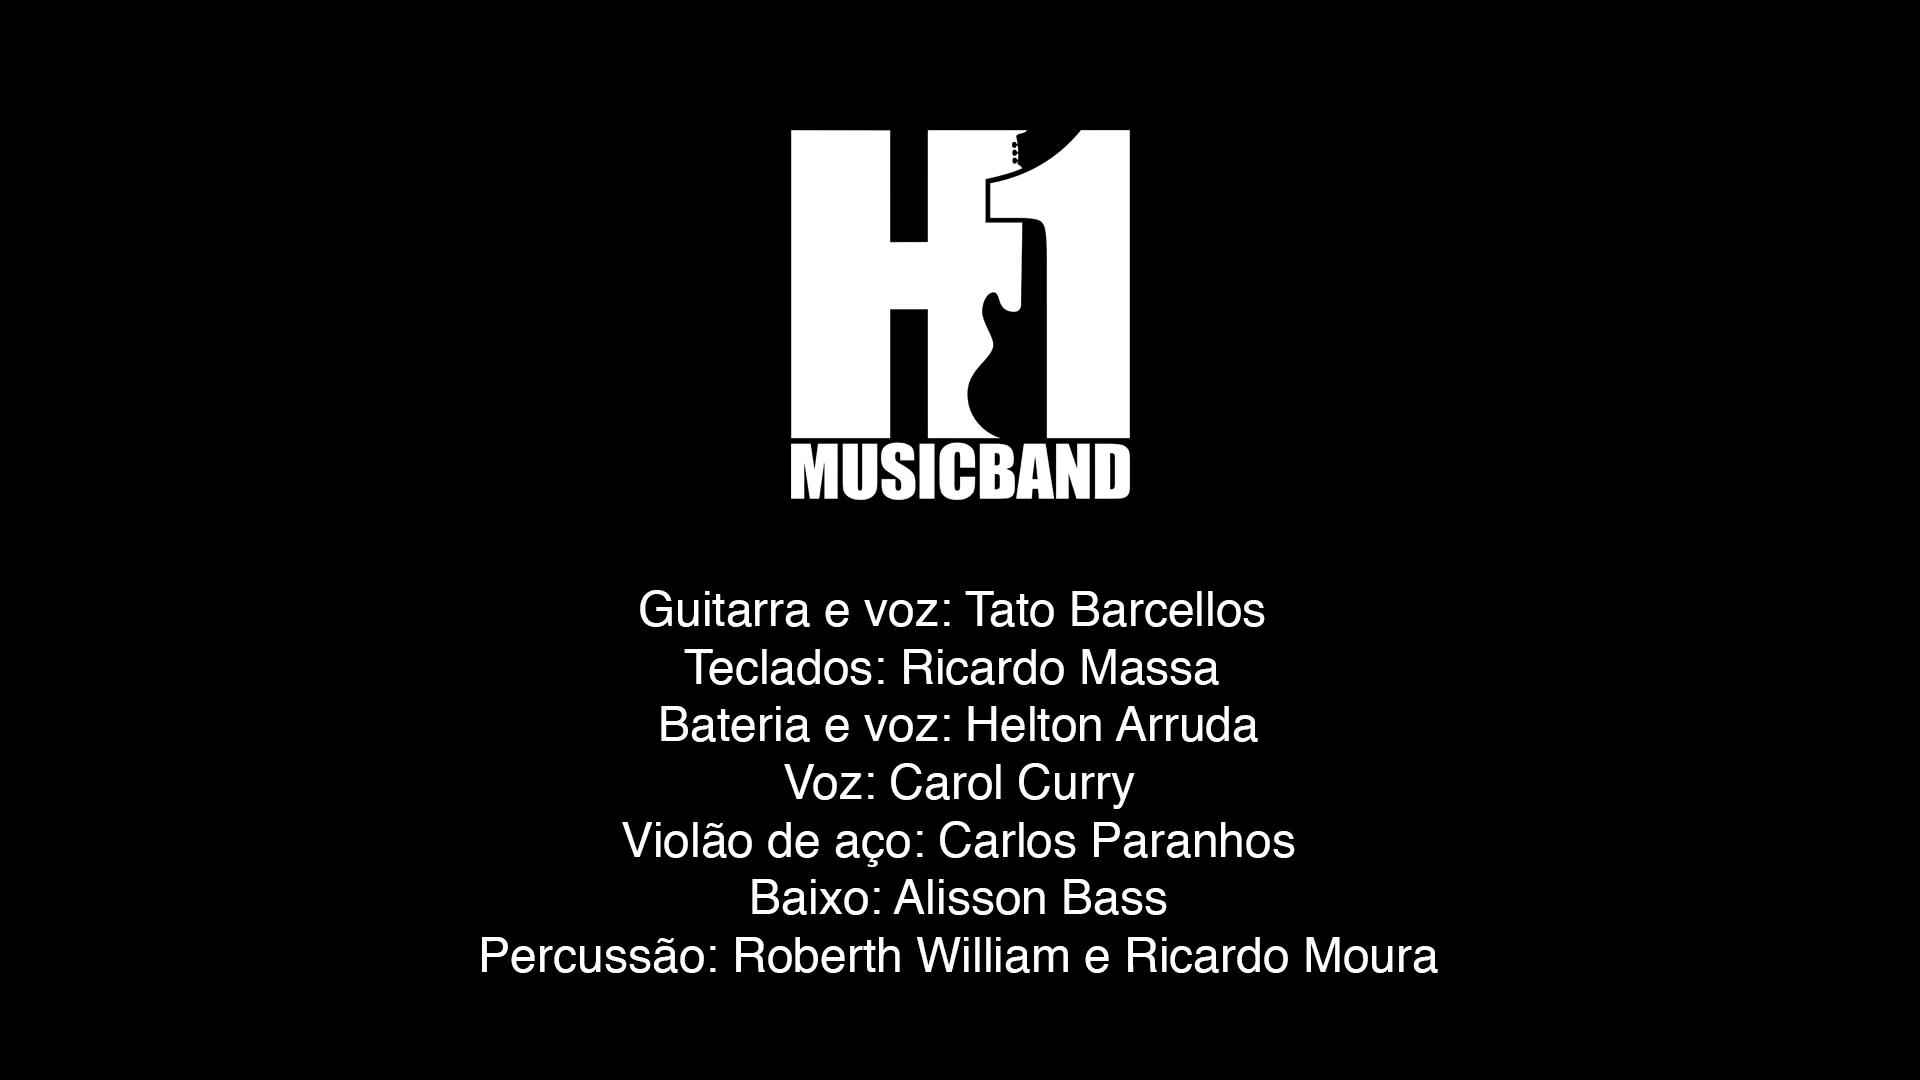 H1
MUSICBAND
Guitarra e voz: Tato Barcellos
Teclados: Ricardo Massa
Bateria e voz: Helton Arruda
Voz: Carol Curry
Violão de aço: Carlos Paranhos
Baixo: Alisson Bass
Percussão: Roberth William e Ricardo Moura